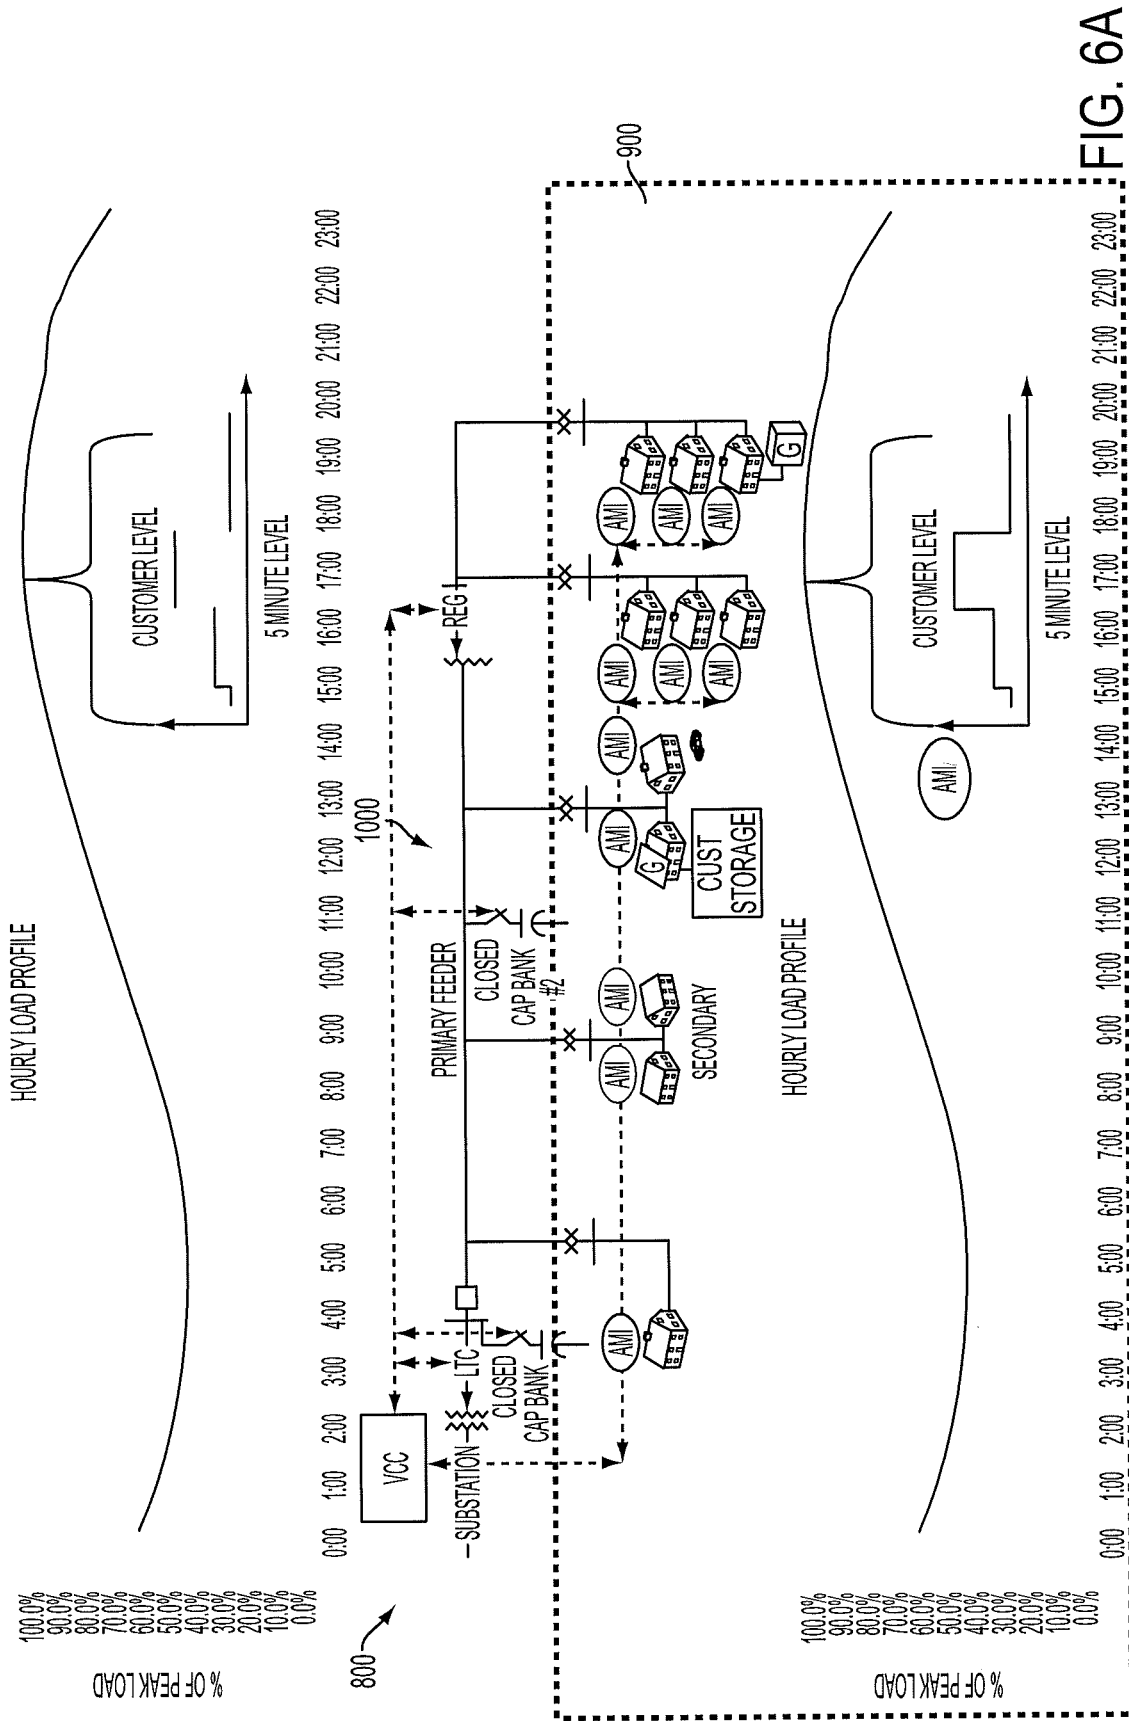 HOURLY LOAD PROFILE
% OF PEAK LOAD
100.0%
90.0%
80.0%
70.0%
60.0%
50.0%
40.0%
30.0%
20.0%
10.0%
0.0%
CUSTOMER LEVEL
5 MINUTE LEVEL
0:00 1:00 2:00 3:00 4:00 5:00 6:00 7:00 8:00 9:00 10:00 11:00 12:00 13:00 14:00 15:00 16:00 17:00 18:00 19:00 20:00 21:00 22:00 23:00
800
1000
VCC
SUBSTATION
LTC
CLOSED
CAP BANK
PRIMARY FEEDER
CLOSED
CAP BANK
#2
REG
900
AMI
AMI
AMI
AMI
AMI
AMI
AMI
AMI
AMI
AMI
AMI
SECONDARY
G
CUST
STORAGE
G
HOURLY LOAD PROFILE
% OF PEAK LOAD
100.0%
90.0%
80.0%
70.0%
60.0%
50.0%
40.0%
30.0%
20.0%
10.0%
0.0%
AMI
CUSTOMER LEVEL
5 MINUTE LEVEL
0:00 1:00 2:00 3:00 4:00 5:00 6:00 7:00 8:00 9:00 10:00 11:00 12:00 13:00 14:00 15:00 16:00 17:00 18:00 19:00 20:00 21:00 22:00 23:00
FIG. 6A